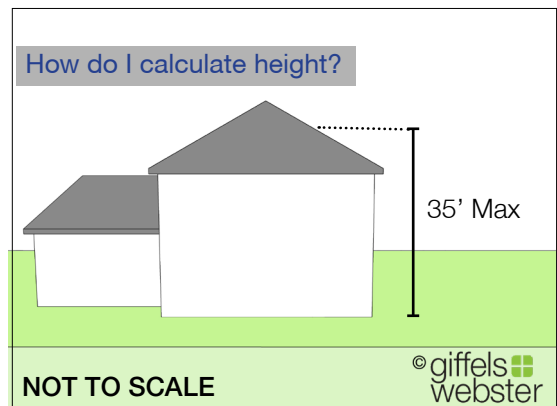 How do I calculate height?
35’ Max
NOT TO SCALE
© giffels
webster